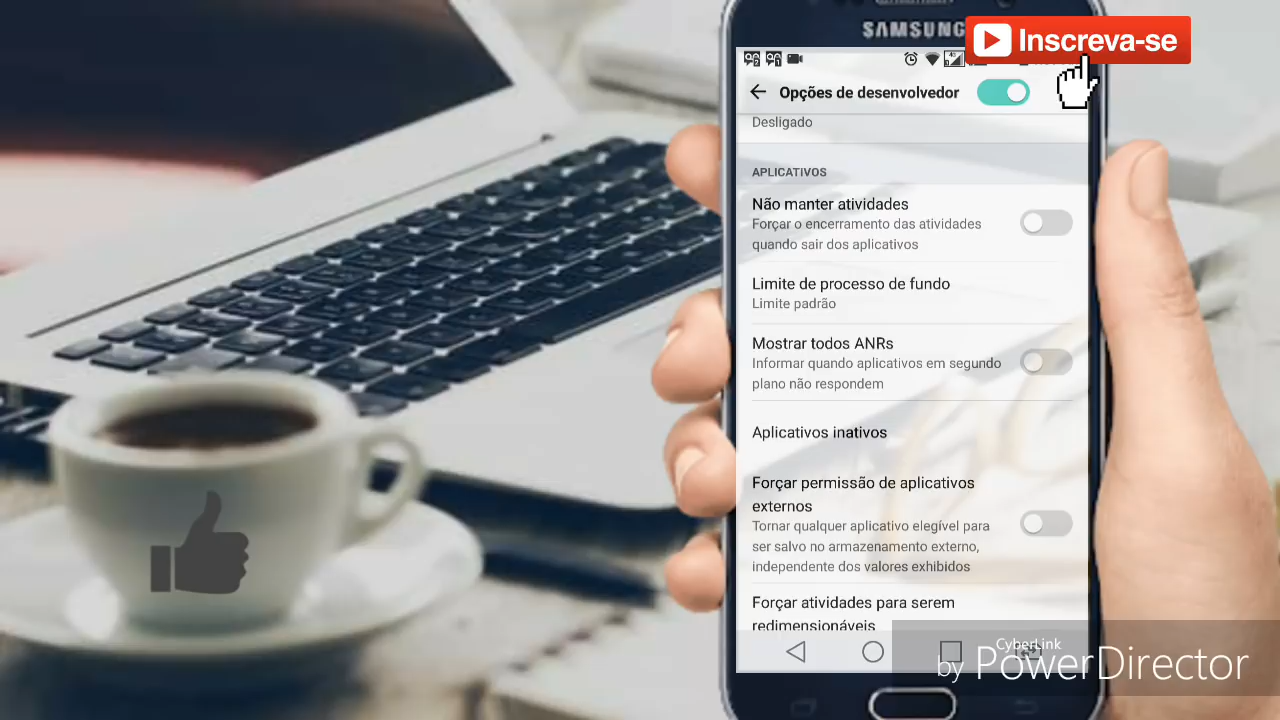 SAMSUNG
Inscreva-se
Opções de desenvolvedor
Desligado
APLICATIVOS
Não manter atividades
Forçar o encerramento das atividades
quando sair dos aplicativos
Limite de processo de fundo
Limite padrão
Mostrar todos ANRs
Informar quando aplicativos em segundo
plano não respondem
Aplicativos inativos
Forçar permissão de aplicativos
externos
Tornar qualquer aplicativo elegível para
ser salvo no armazenamento externo,
independente dos valores exibidos
Forçar atividades para serem
redimensionáveis
CyberLink
by PowerDirector